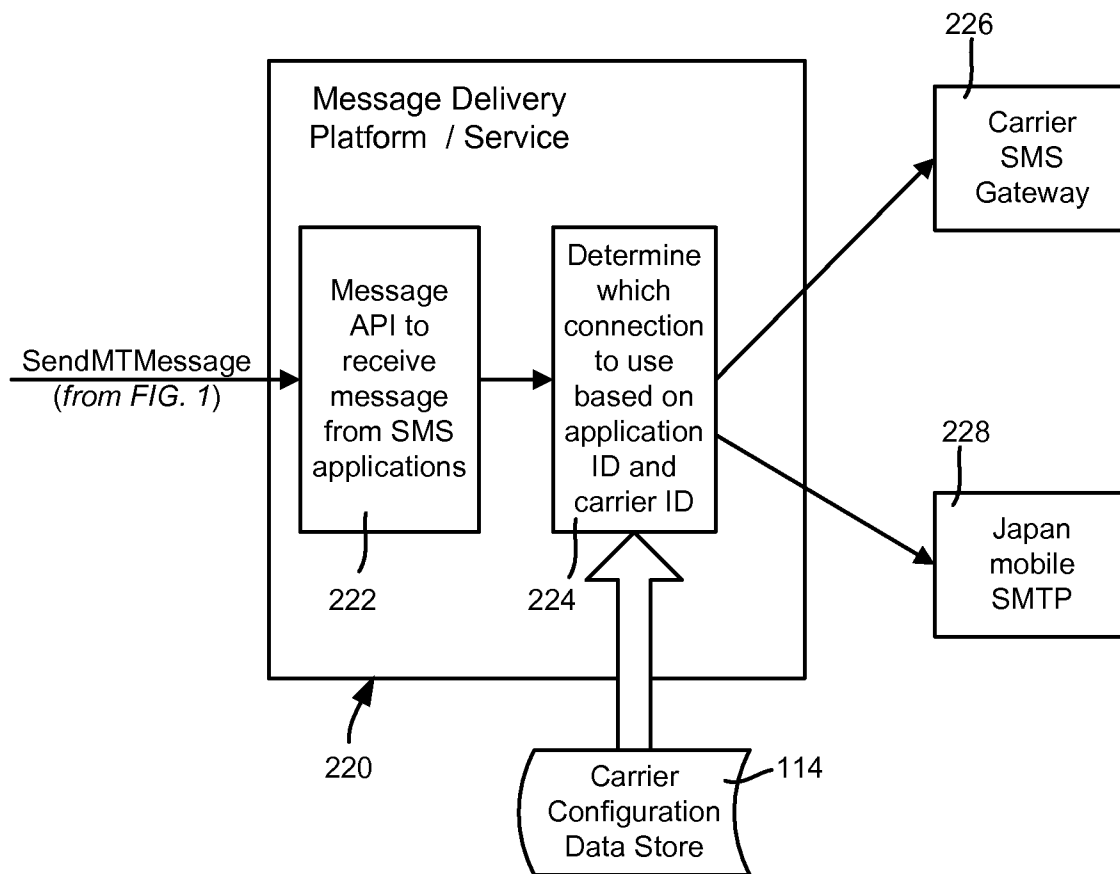 226
Message Delivery
Platform / Service
Carrier
SMS
Gateway
SendMTMessage
(from FIG. 1)
Message
API to
receive
message
from SMS
applications
222
Determine
which
connection
to use
based on
application
ID and
carrier ID
224
228
Japan
mobile
SMTP
220
114
Carrier
Configuration
Data Store